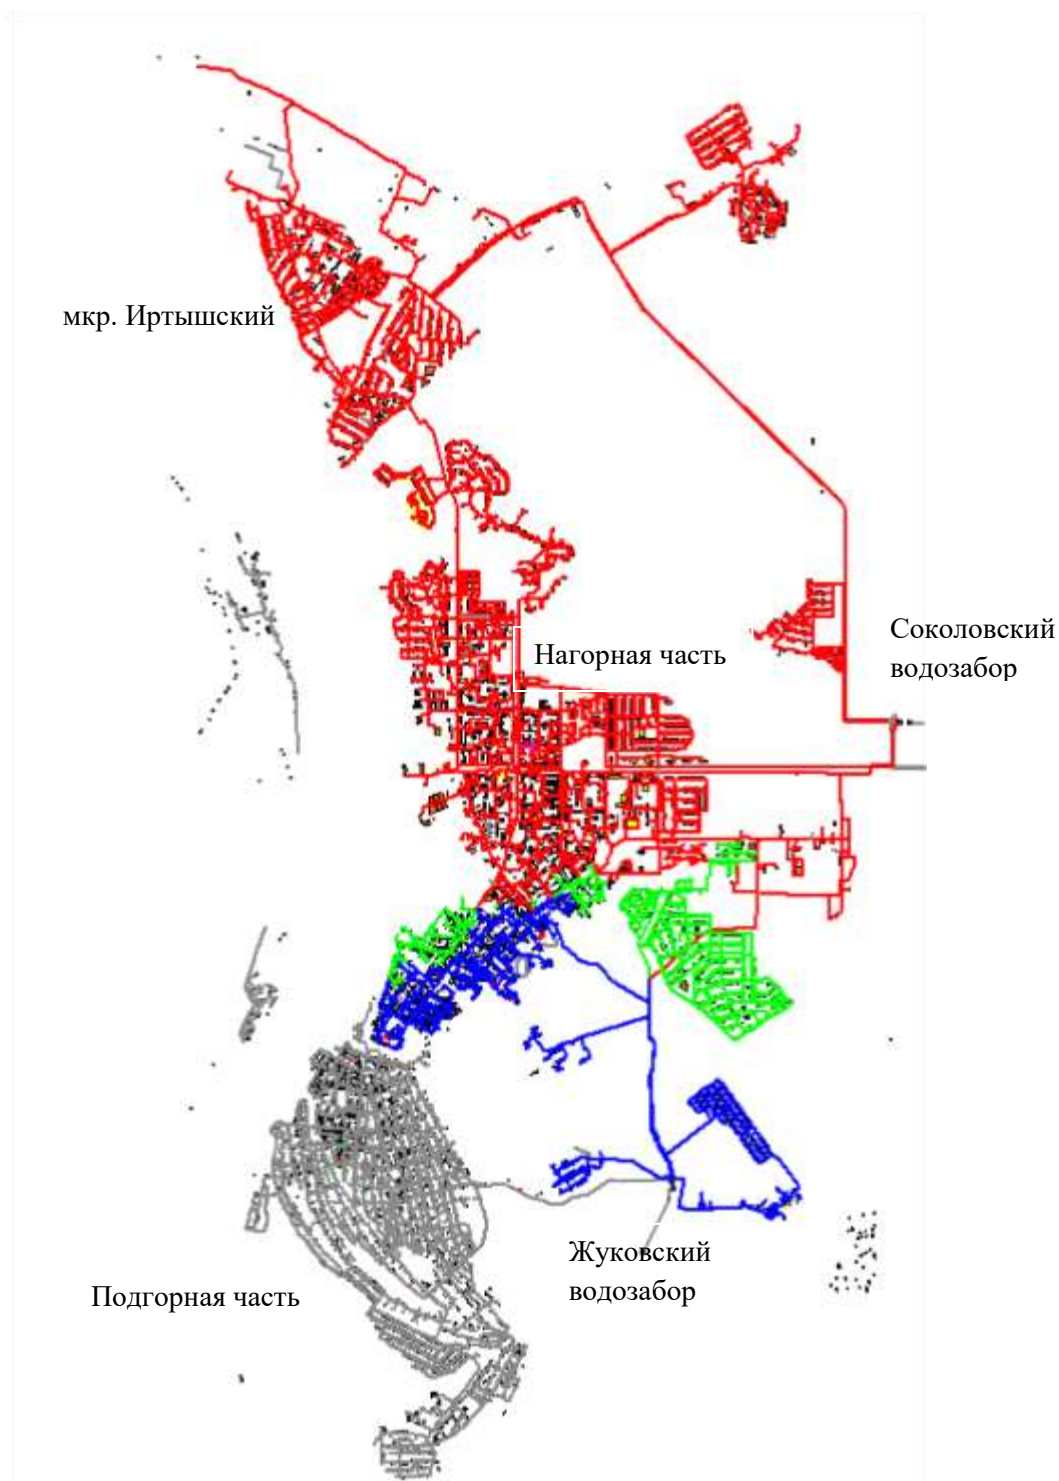 мкр. Иртышский
Соколовский
водозабор
Нагорная часть
Жуковский
водозабор
Подгорная часть